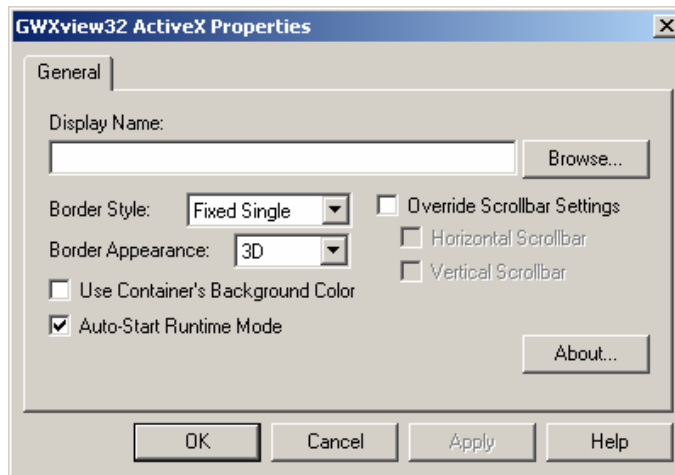 GWXview32 ActiveX Properties
General
Display Name:
Browse...
Border Style: Fixed Single
Override Scrollbar Settings
Border Appearance: 3D
Horizontal Scrollbar
Vertical Scrollbar
Use Container's Background Color
Auto-Start Runtime Mode
About...
OK Cancel Apply Help